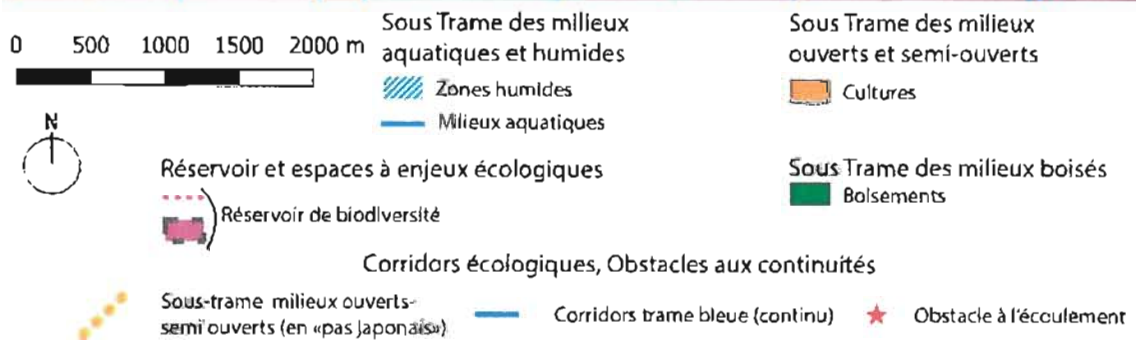 0 500 1000 1500 2000 m
N
Sous Trame des milieux
aquatiques et humides
Zones humides
Milieux aquatiques
Sous Trame des milieux
ouverts et semi-ouverts
Cultures
Réservoir et espaces à enjeux écologiques
Réservoir de biodiversité
Sous Trame des milieux boisés
Boisements
Corridors écologiques, Obstacles aux continuités
Sous-trame milieux ouverts-
semi ouverts (en «pas Japonais»)
Corridors trame bleue (continu)
Obstacle à l'écoulement